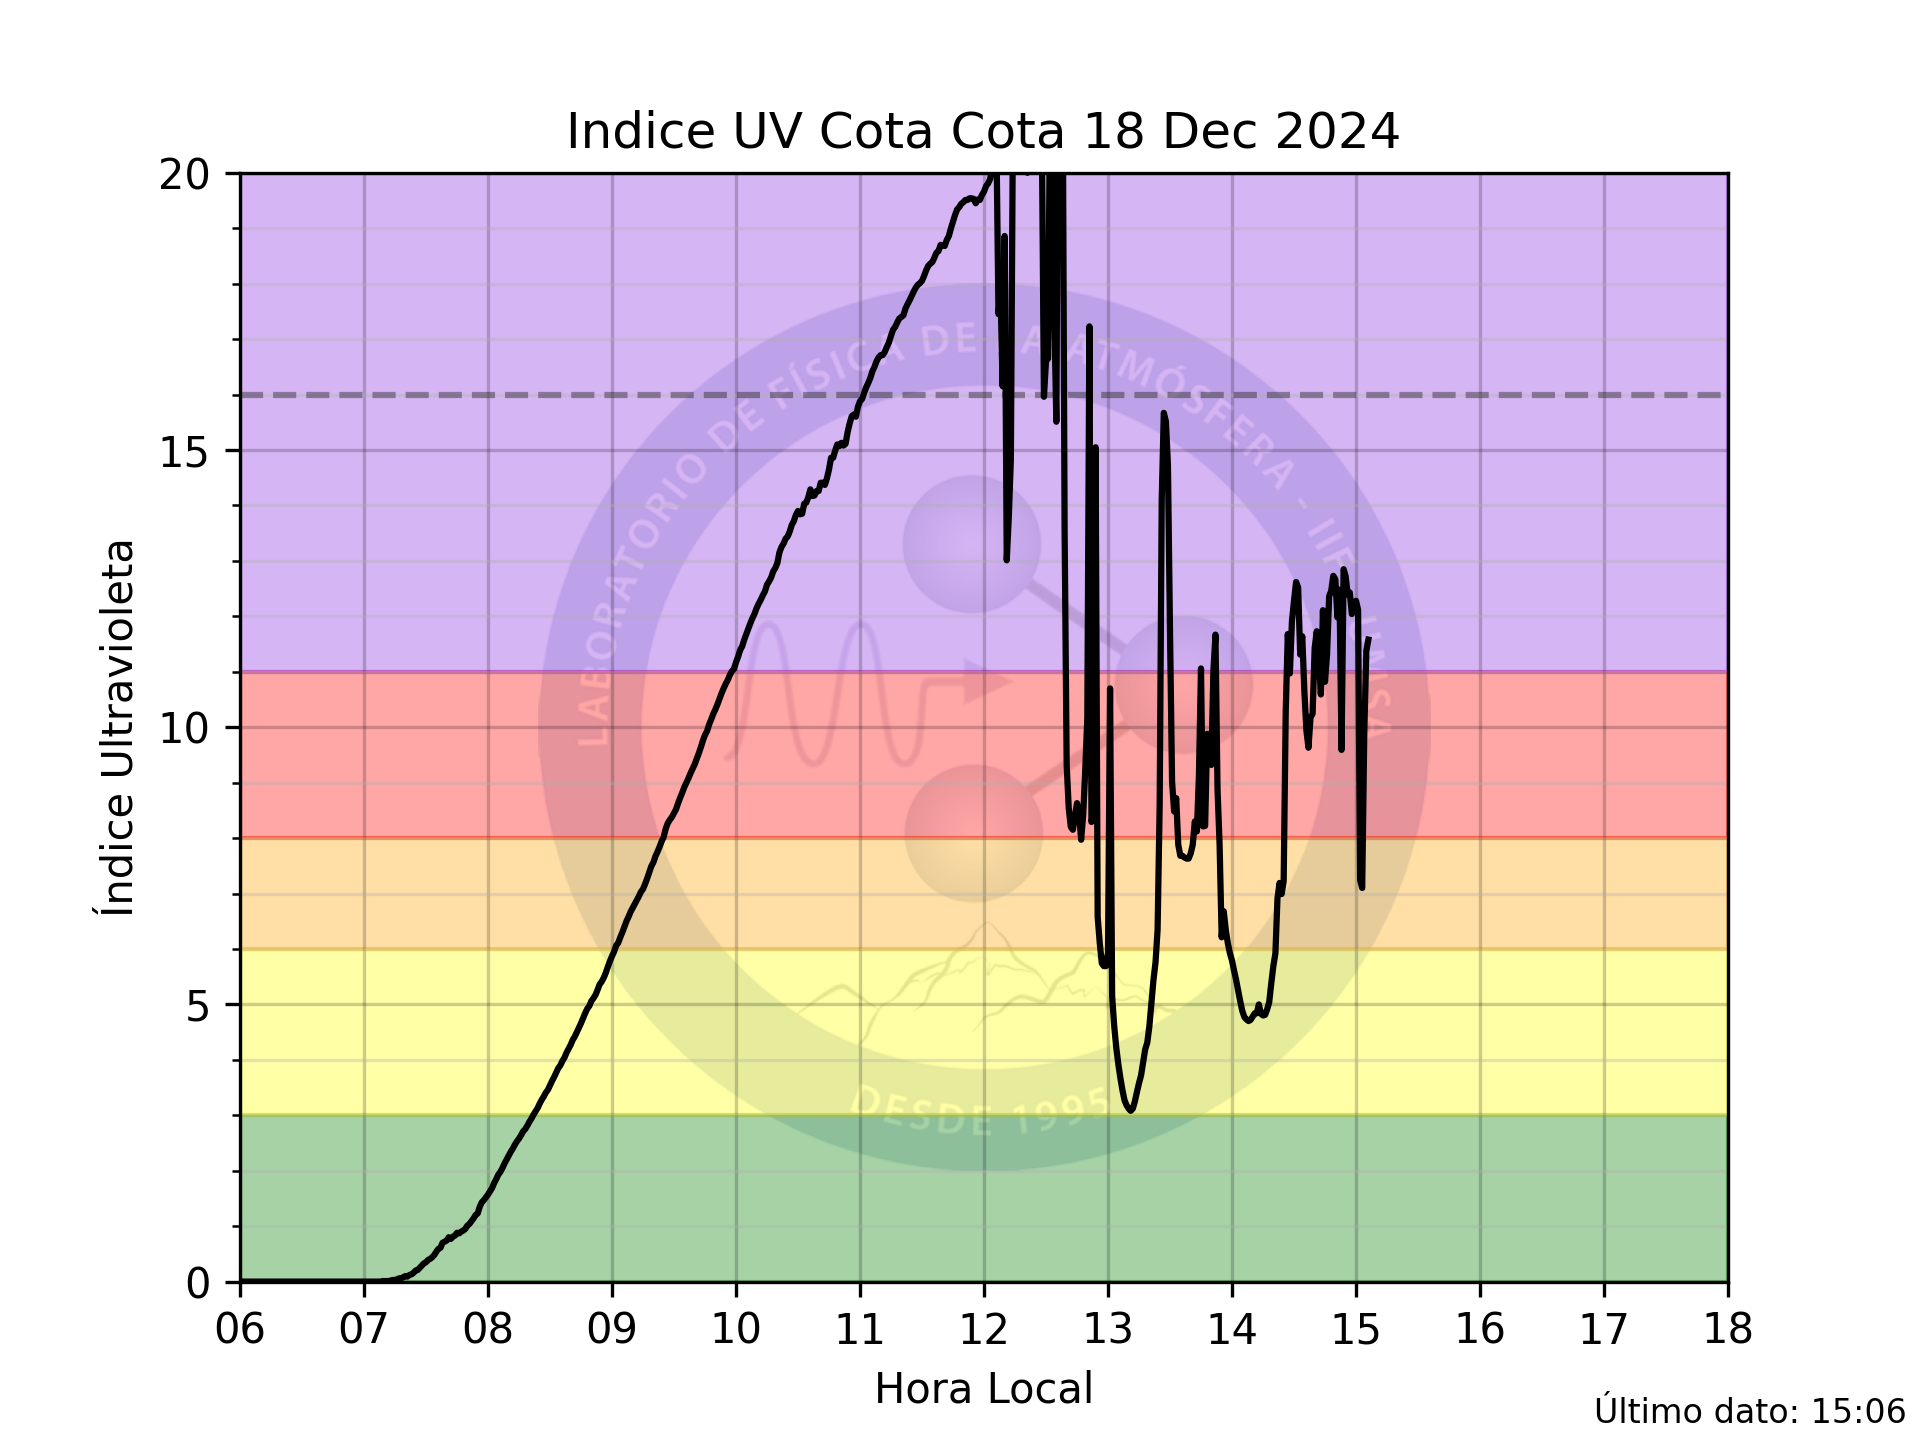 Indice UV Cota Cota 18 Dec 2024
20
15
10
5
0
Índice Ultravioleta
LABORATORIO DE FÍSICA DE LA ATMÓSFERA - IIF UMSA
DESDE 1995
06 07 08 09 10 11 12 13 14 15 16 17 18
Hora Local
Último dato: 15:06